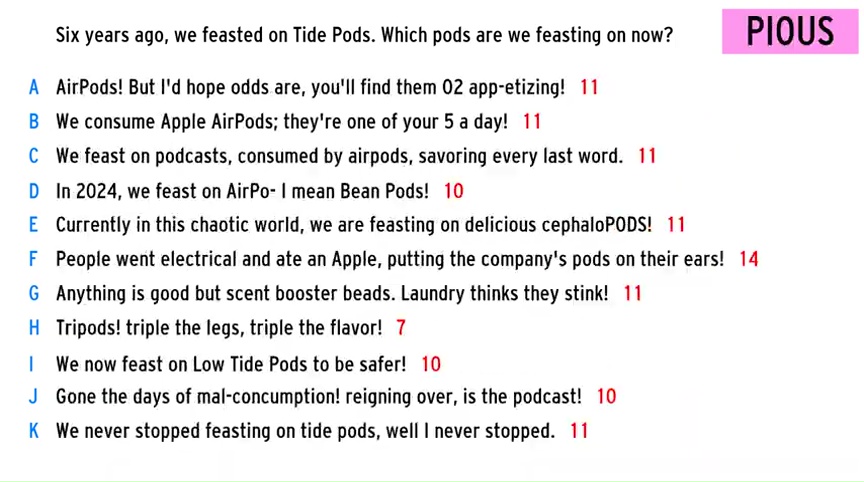 Six years ago, we feasted on Tide Pods. Which pods are we feasting on now?
PIOUS
A AirPods! But I'd hope odds are, you'll find them O2 app-etizing! 11
B We consume Apple AirPods; they're one of your 5 a day! 11
C We feast on podcasts, consumed by airpods, savoring every last word. 11
D In 2024, we feast on AirPo- I mean Bean Pods! 10
E Currently in this chaotic world, we are feasting on delicious cephaloPODS! 11
F People went electrical and ate an Apple, putting the company's pods on their ears! 14
G Anything is good but scent booster beads. Laundry thinks they stink! 11
H Tripods! triple the legs, triple the flavor! 7
I We now feast on Low Tide Pods to be safer! 10
J Gone the days of mal-concumption! reigning over, is the podcast! 10
K We never stopped feasting on tide pods, well I never stopped. 11